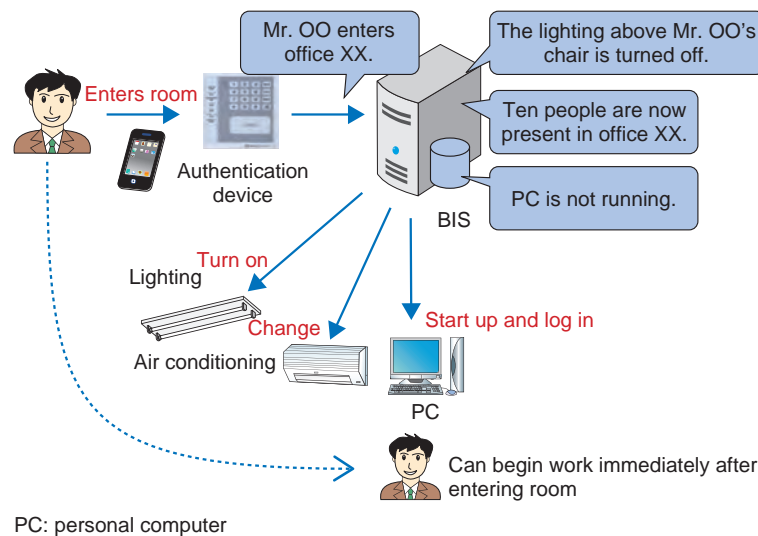 Mr. OO enters
office XX.
The lighting above Mr. OO's
chair is turned off.
Enters room
Ten people are now
present in office XX.
Authentication
device
PC is not running.
BIS
Turn on
Lighting
Change
Start up and log in
Air conditioning
PC
Can begin work immediately after
entering room
PC: personal computer